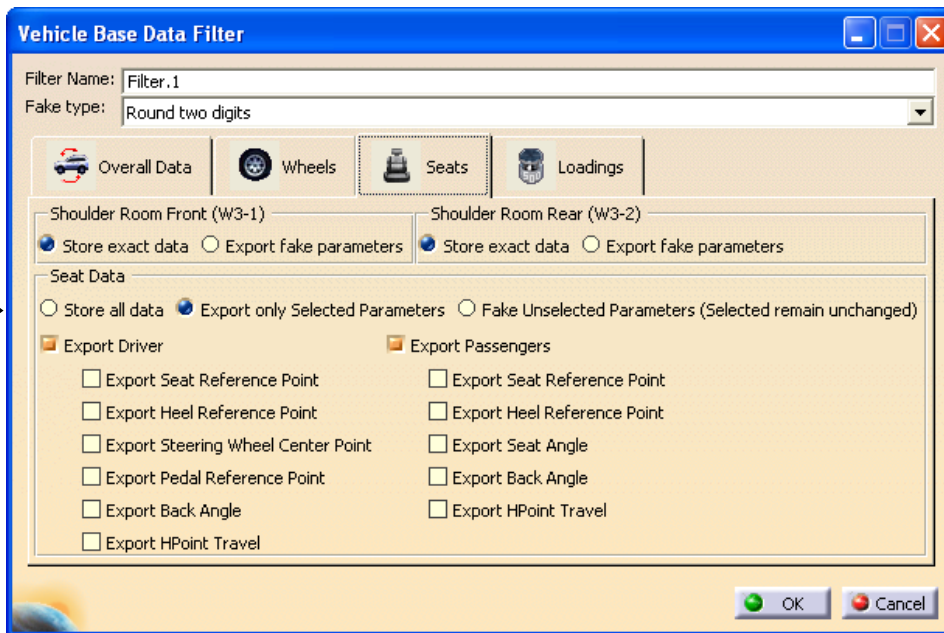 Vehicle Base Data Filter
Filter Name: Filter.1
Fake type: Round two digits
Overall Data Wheels Seats Loadings
Shoulder Room Front (W3-1) Shoulder Room Rear (W3-2)
Store exact data Export fake parameters Store exact data Export fake parameters
Seat Data
Store all data Export only Selected Parameters Fake Unselected Parameters (Selected remain unchanged)
Export Driver Export Passengers
Export Seat Reference Point Export Seat Reference Point
Export Heel Reference Point Export Heel Reference Point
Export Steering Wheel Center Point Export Seat Angle
Export Pedal Reference Point Export Back Angle
Export Back Angle Export HPoint Travel
Export HPoint Travel
OK Cancel